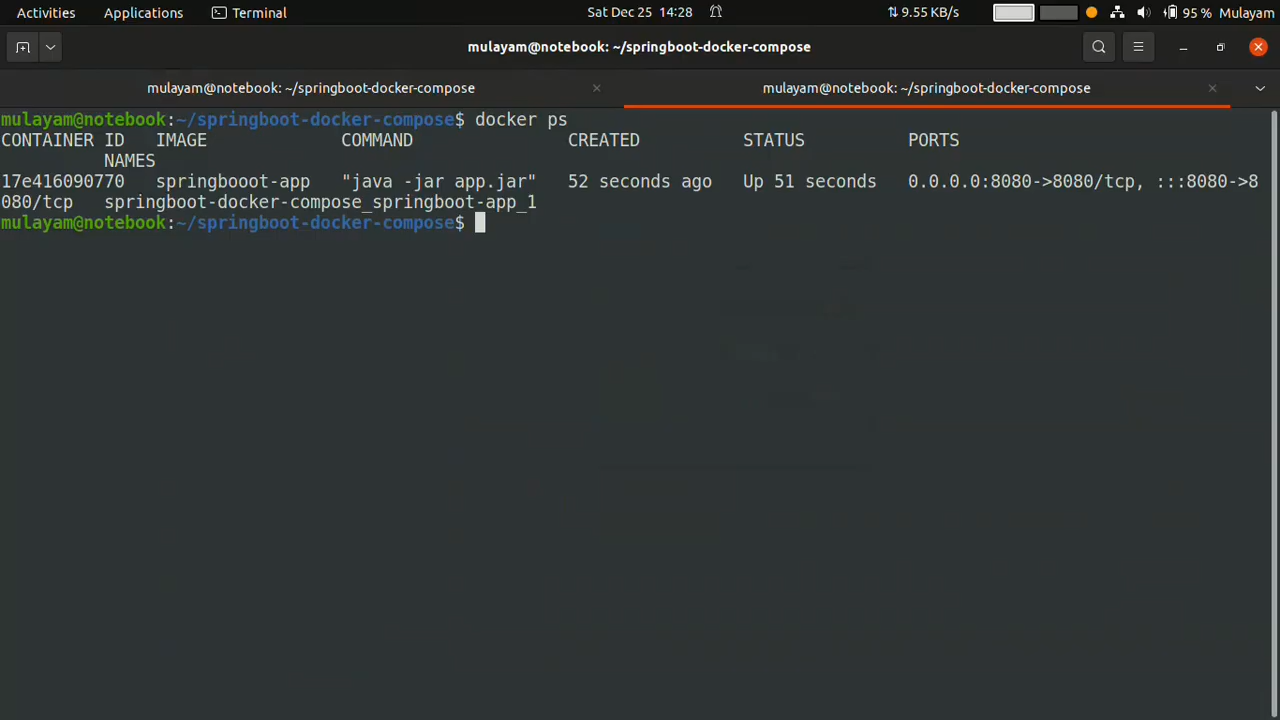 Activities Applications Terminal Sat Dec 25 14:28 9.55 KB/s 95 % Mulayam
mulayam@notebook: ~/springboot-docker-compose
mulayam@notebook: ~/springboot-docker-compose mulayam@notebook: ~/springboot-docker-compose
mulayam@notebook:~/springboot-docker-compose$ docker ps
CONTAINER ID IMAGE COMMAND CREATED STATUS PORTS
NAMES
17e416090770 springbooot-app "java -jar app.jar" 52 seconds ago Up 51 seconds 0.0.0.0:8080->8080/tcp, :::8080->8
080/tcp springboot-docker-compose_springboot-app_1
mulayam@notebook:~/springboot-docker-compose$